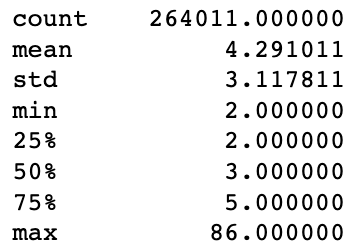 count 264011.000000
mean 4.291011
std 3.117811
min 2.000000
25% 2.000000
50% 3.000000
75% 5.000000
max 86.000000